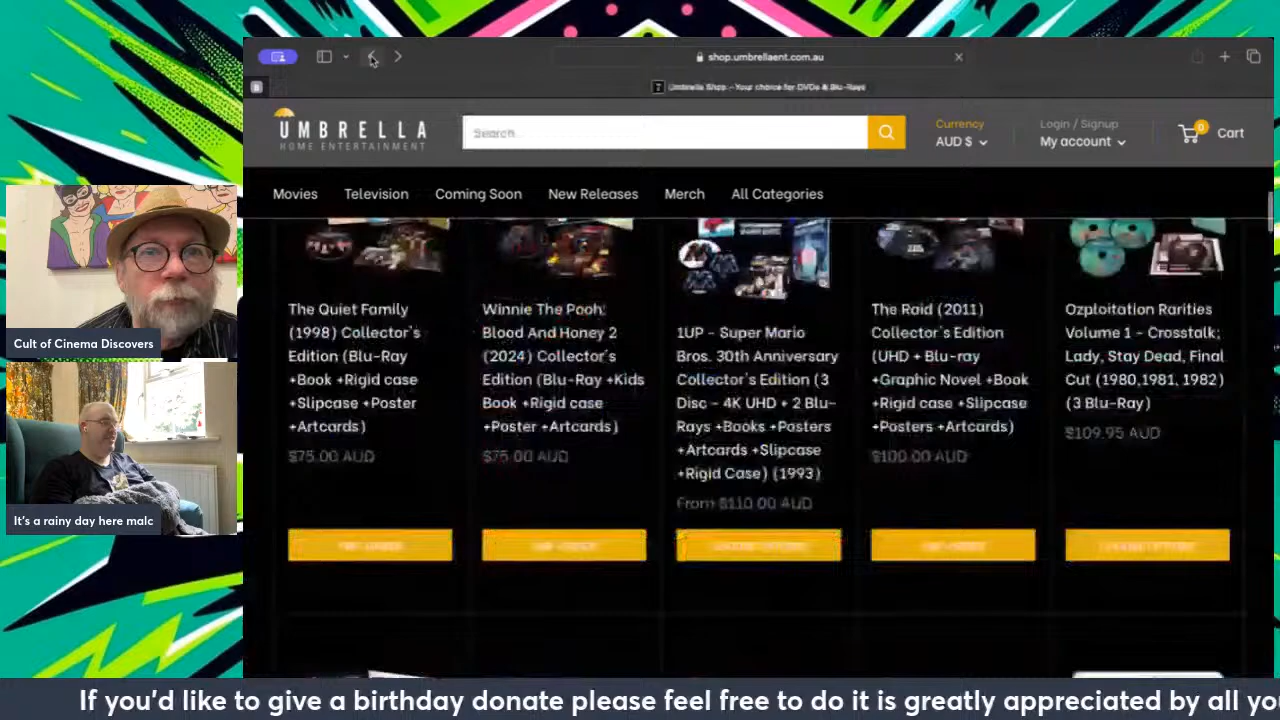 shop.umbrellaent.com.au
Umbrella Shop - Your choice for DVDs & Blu-Rays
UMBRELLA
HOME ENTERTAINMENT
Search...
Currency
AUD $
Login / Signup
My account
0
Cart
Movies
Television
Coming Soon
New Releases
Merch
All Categories
The Quiet Family
(1998) Collector's
Edition (Blu-Ray
+Book +Rigid case
+Slipcase +Poster
+Artcards)
$75.00 AUD
Winnie The Pooh:
Blood And Honey 2
(2024) Collector's
Edition (Blu-Ray +Kids
Book +Rigid case
+Poster +Artcards)
$75.00 AUD
1UP - Super Mario
Bros. 30th Anniversary
Collector's Edition (3
Disc - 4K UHD + 2 Blu-
Rays +Books +Posters
+Artcards +Slipcase
+Rigid Case) (1993)
From $110.00 AUD
The Raid (2011)
Collector's Edition
(UHD + Blu-ray
+Graphic Novel +Book
+Rigid case +Slipcase
+Posters +Artcards)
$100.00 AUD
Ozploitation Rarities
Volume 1 - Crosstalk;
Lady, Stay Dead, Final
Cut (1980,1981, 1982)
(3 Blu-Ray)
$109.95 AUD
Cult of Cinema Discovers
It's a rainy day here malc
If you'd like to give a birthday donate please feel free to do it is greatly appreciated by all yo